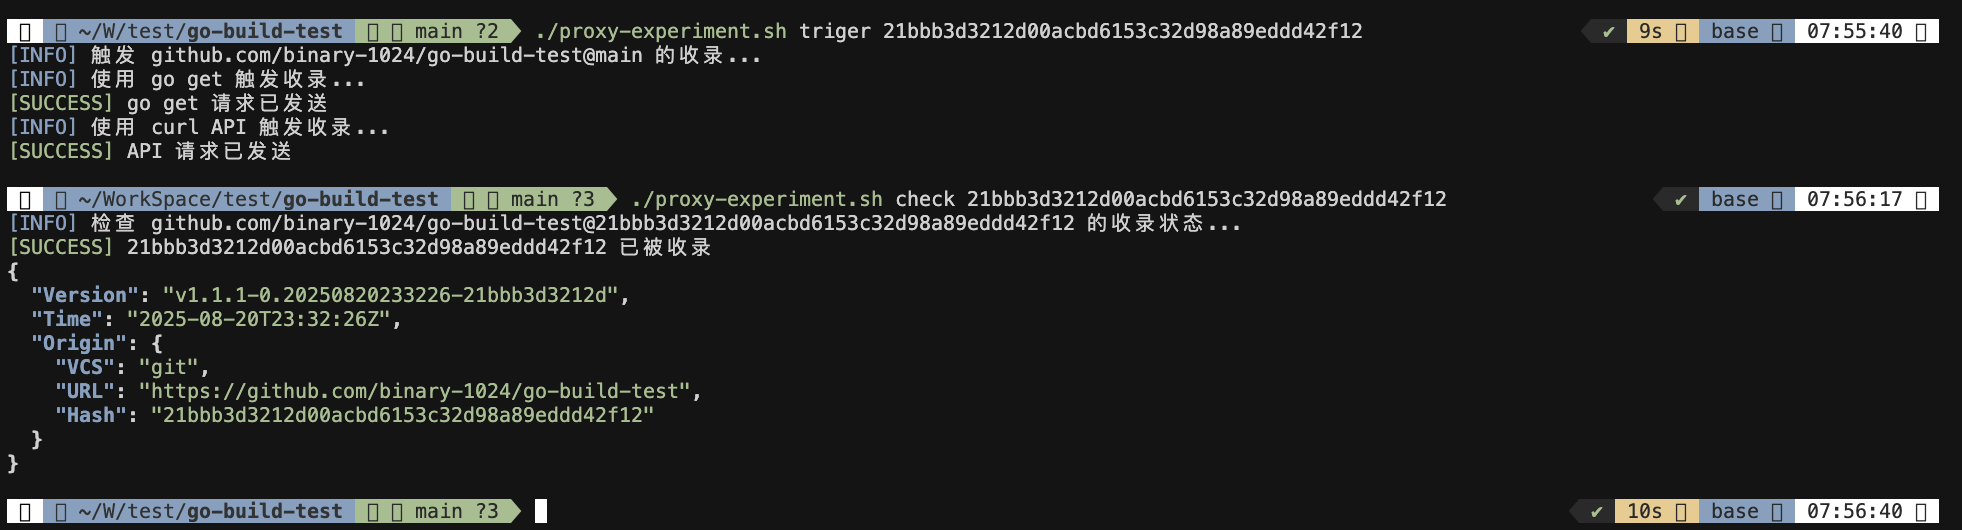 ~/W/test/go-build-test main ?2 ./proxy-experiment.sh triger 21bbb3d3212d00acbd6153c32d98a89eddd42f12 ✔ 9s base 07:55:40
[INFO] 触发 github.com/binary-1024/go-build-test@main 的收录...
[INFO] 使用 go get 触发收录...
[SUCCESS] go get 请求已发送
[INFO] 使用 curl API 触发收录...
[SUCCESS] API 请求已发送
~/WorkSpace/test/go-build-test main ?3 ./proxy-experiment.sh check 21bbb3d3212d00acbd6153c32d98a89eddd42f12 ✔ base 07:56:17
[INFO] 检查 github.com/binary-1024/go-build-test@21bbb3d3212d00acbd6153c32d98a89eddd42f12 的收录状态...
[SUCCESS] 21bbb3d3212d00acbd6153c32d98a89eddd42f12 已被收录
{
"Version": "v1.1.1-0.20250820233226-21bbb3d3212d",
"Time": "2025-08-20T23:32:26Z",
"Origin": {
"VCS": "git",
"URL": "https://github.com/binary-1024/go-build-test",
"Hash": "21bbb3d3212d00acbd6153c32d98a89eddd42f12"
}
}
~/W/test/go-build-test main ?3 ✔ 10s base 07:56:40